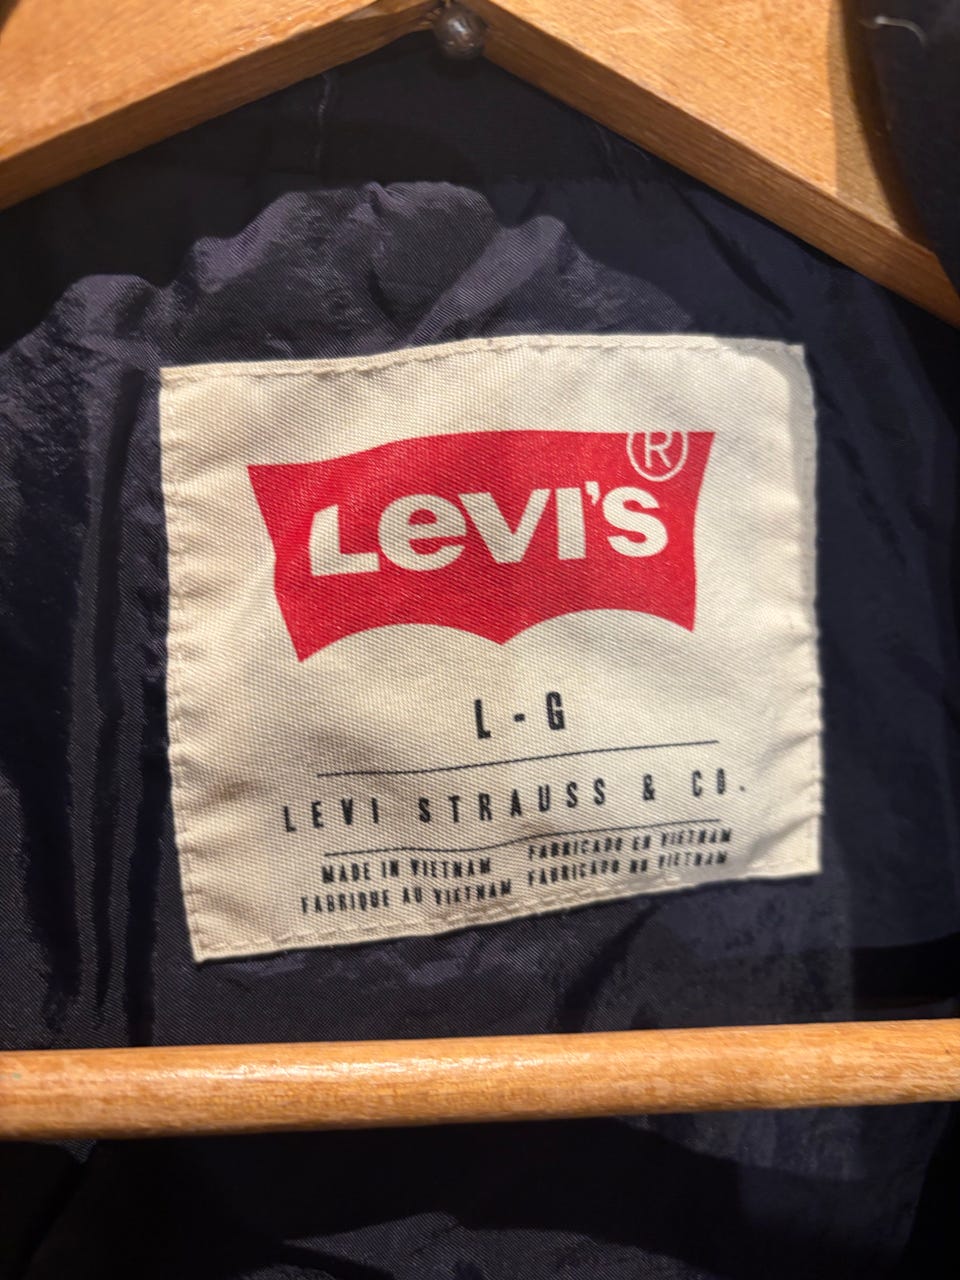 LEVI'S®
L - G
LEVI STRAUSS & CO.
MADE IN VIETNAM
FABRIQUE AU VIETNAM
FABRICADO EN VIETNAM
FABRICADO NO VIETNAM